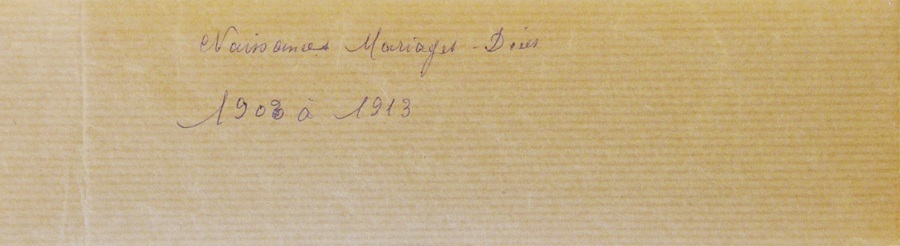 Naissances Mariages - Décès
1903 à 1913